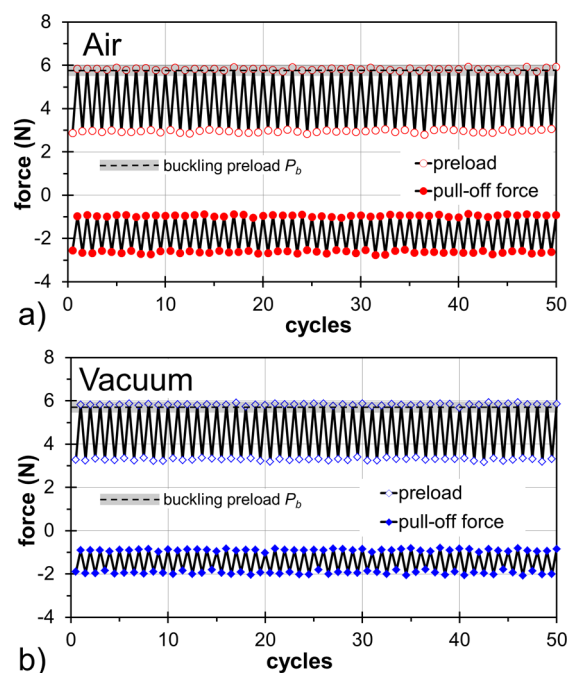 Air
8
6
4
2
0
-2
-4
force (N)
buckling preload P_b
preload
pull-off force
0 10 20 30 40 50
cycles
a)
Vacuum
8
6
4
2
0
-2
-4
force (N)
buckling preload P_b
preload
pull-off force
0 10 20 30 40 50
cycles
b)